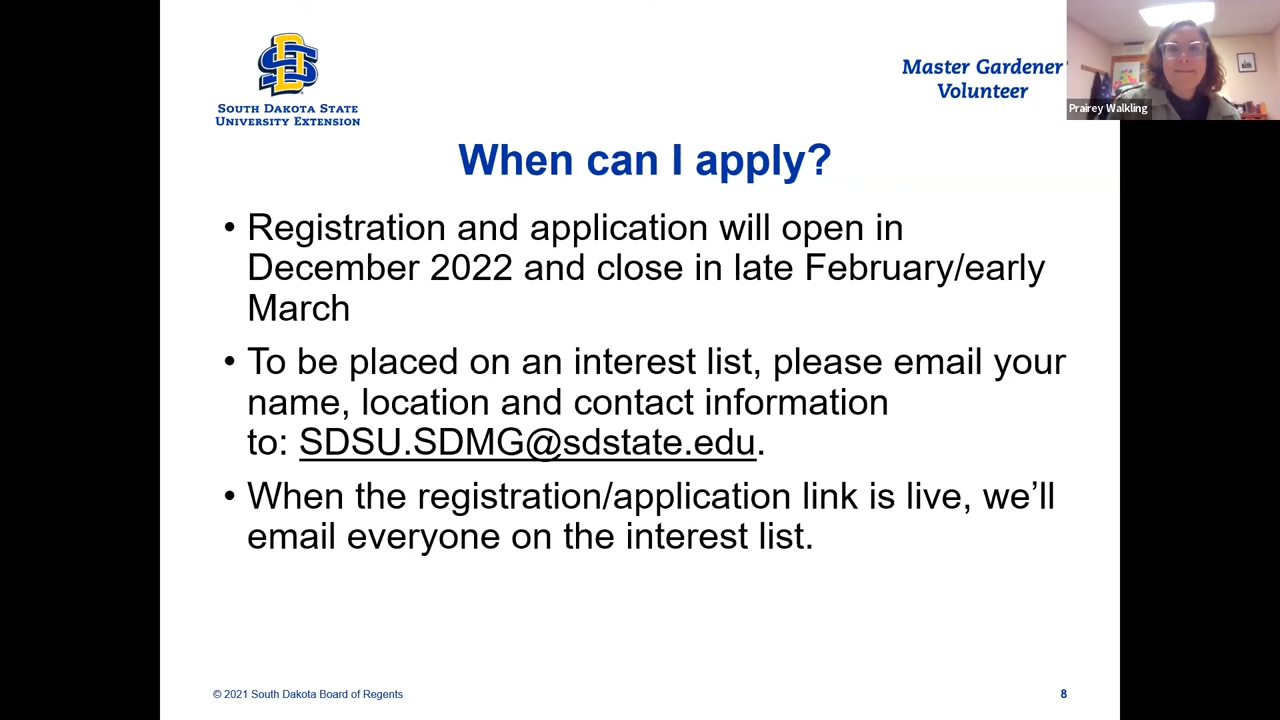 SOUTH DAKOTA STATE
UNIVERSITY EXTENSION
Master Gardener
Volunteer
Prairey Walkling
When can I apply?
• Registration and application will open in
December 2022 and close in late February/early
March
• To be placed on an interest list, please email your
name, location and contact information
to: SDSU.SDMG@sdstate.edu.
• When the registration/application link is live, we’ll
email everyone on the interest list.
© 2021 South Dakota Board of Regents
8